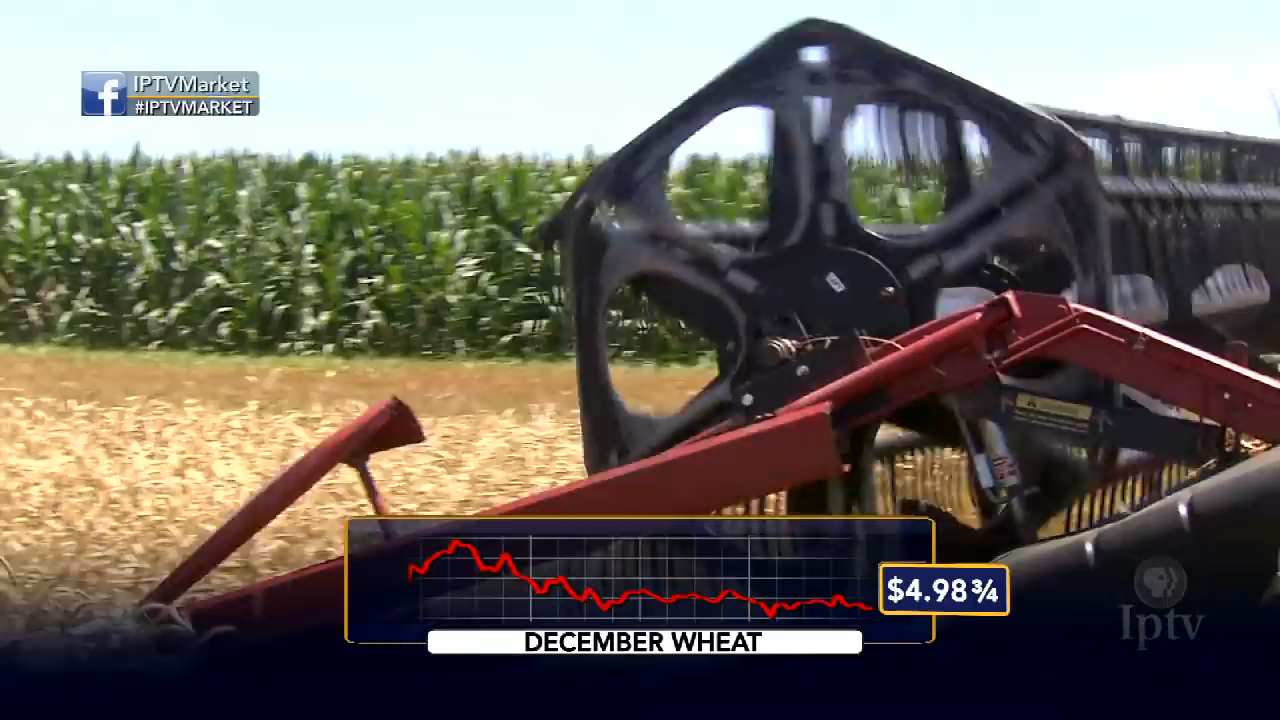 IPTVMarket
#IPTVMARKET
$4.98¾
DECEMBER WHEAT
Iptv